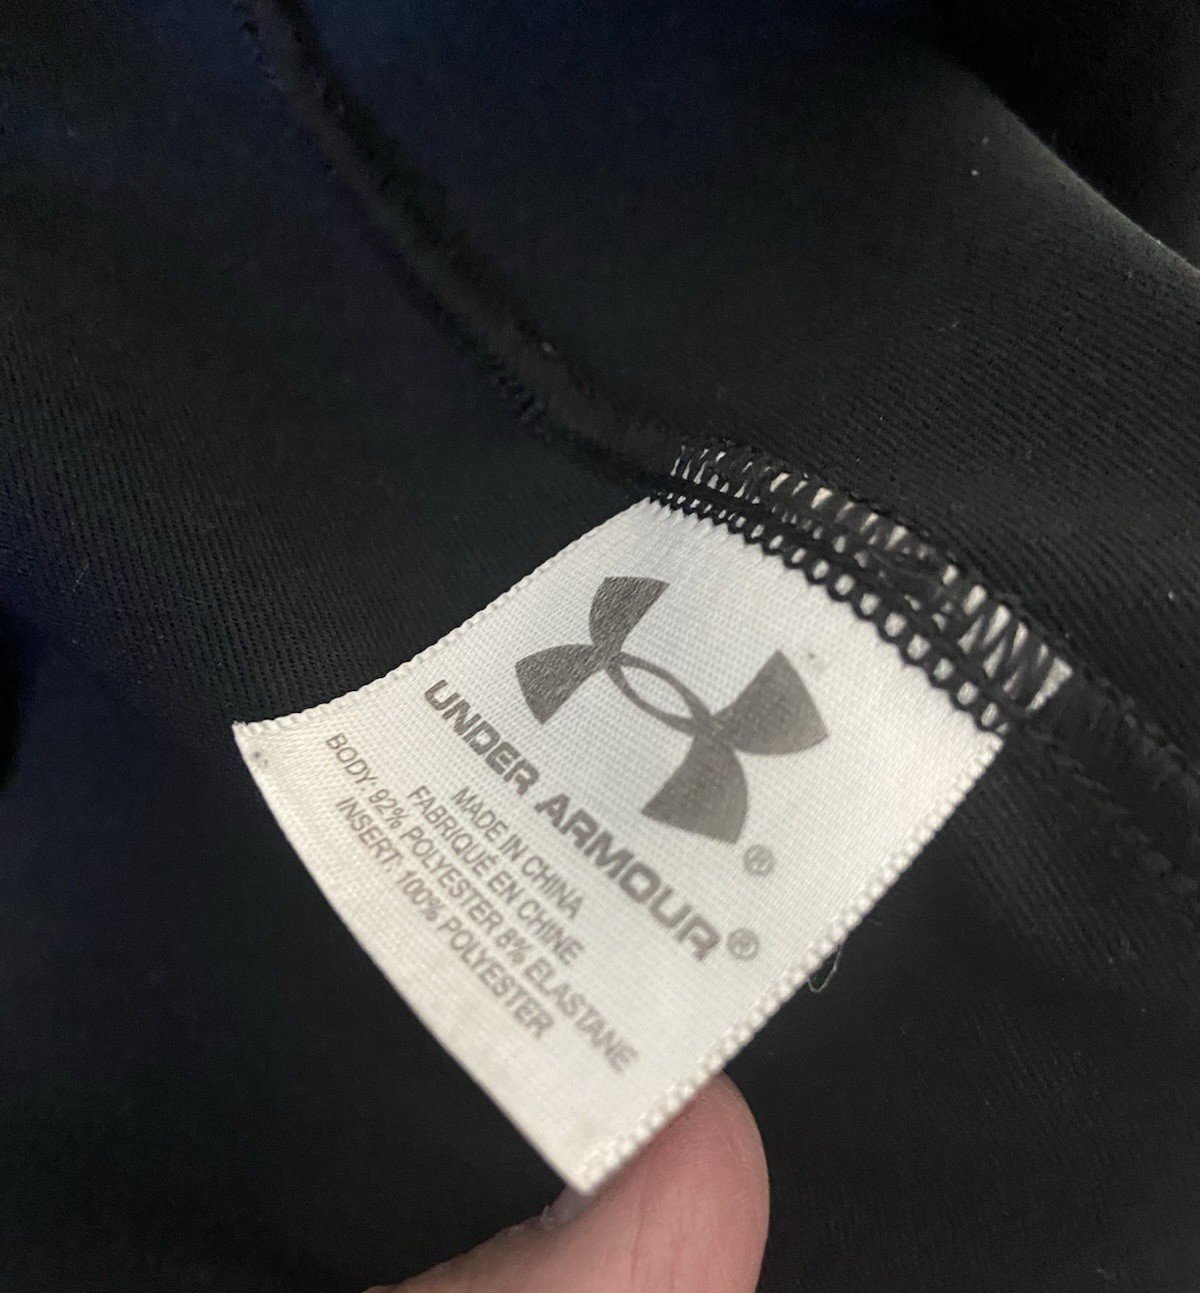 ®
UNDER ARMOUR®
MADE IN CHINA
FABRIQUÉ EN CHINE
BODY: 92% POLYESTER 8% ELASTANE
INSERT: 100% POLYESTER